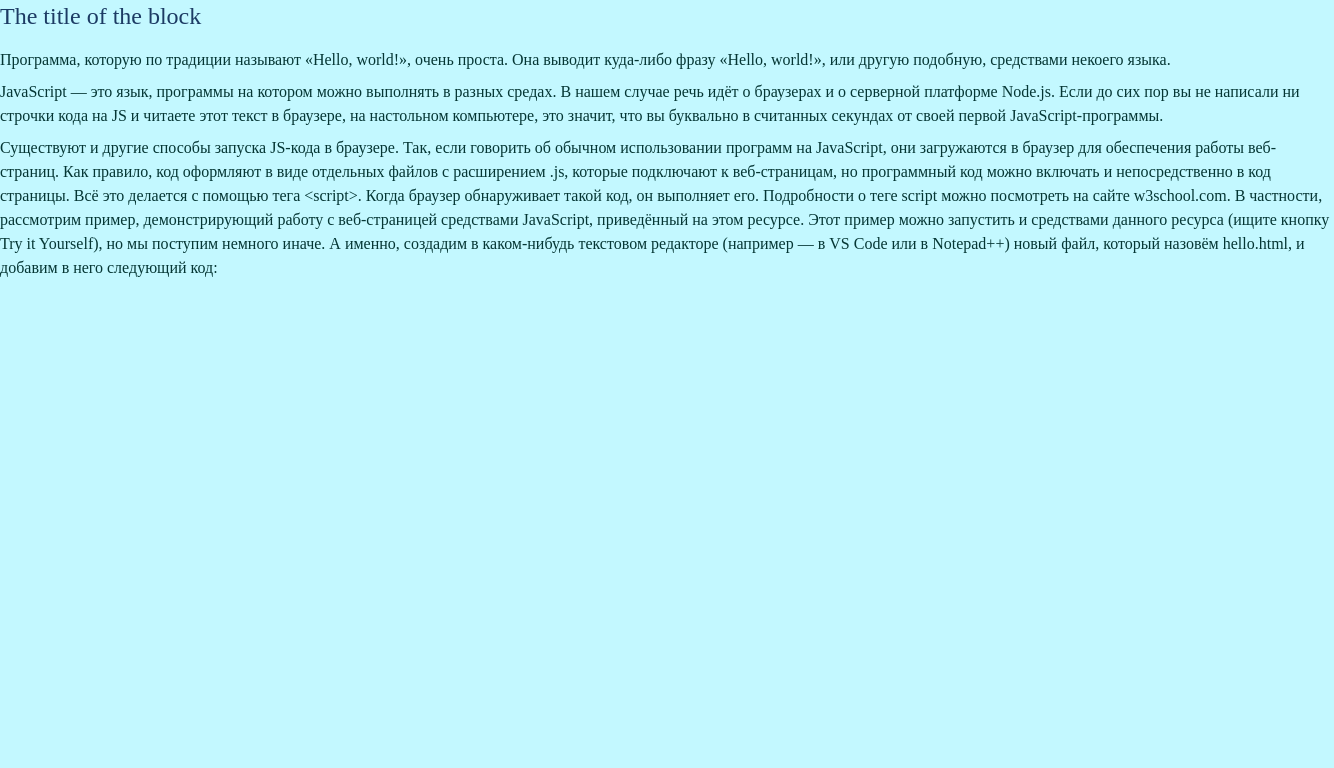 The title of the block
Программа, которую по традиции называют «Hello, world!», очень проста. Она выводит куда-либо фразу «Hello, world!», или другую подобную, средствами некоего языка.
JavaScript — это язык, программы на котором можно выполнять в разных средах. В нашем случае речь идёт о браузерах и о серверной платформе Node.js. Если до сих пор вы не написали ни
строчки кода на JS и читаете этот текст в браузере, на настольном компьютере, это значит, что вы буквально в считанных секундах от своей первой JavaScript-программы.
Существуют и другие способы запуска JS-кода в браузере. Так, если говорить об обычном использовании программ на JavaScript, они загружаются в браузер для обеспечения работы веб-
страниц. Как правило, код оформляют в виде отдельных файлов с расширением .js, которые подключают к веб-страницам, но программный код можно включать и непосредственно в код
страницы. Всё это делается с помощью тега <script>. Когда браузер обнаруживает такой код, он выполняет его. Подробности о теге script можно посмотреть на сайте w3school.com. В частности,
рассмотрим пример, демонстрирующий работу с веб-страницей средствами JavaScript, приведённый на этом ресурсе. Этот пример можно запустить и средствами данного ресурса (ищите кнопку
Try it Yourself), но мы поступим немного иначе. А именно, создадим в каком-нибудь текстовом редакторе (например — в VS Code или в Notepad++) новый файл, который назовём hello.html, и
добавим в него следующий код: